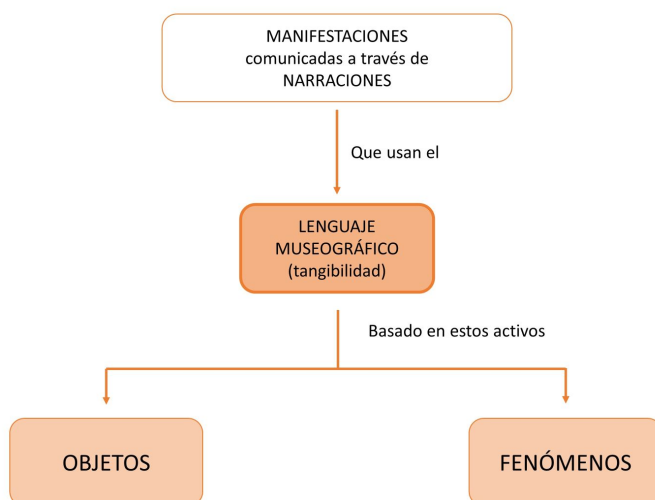 MANIFESTACIONES
comunicadas a través de
NARRACIONES
Que usan el
LENGUAJE
MUSEOGRÁFICO
(tangibilidad)
Basado en estos activos
OBJETOS
FENÓMENOS